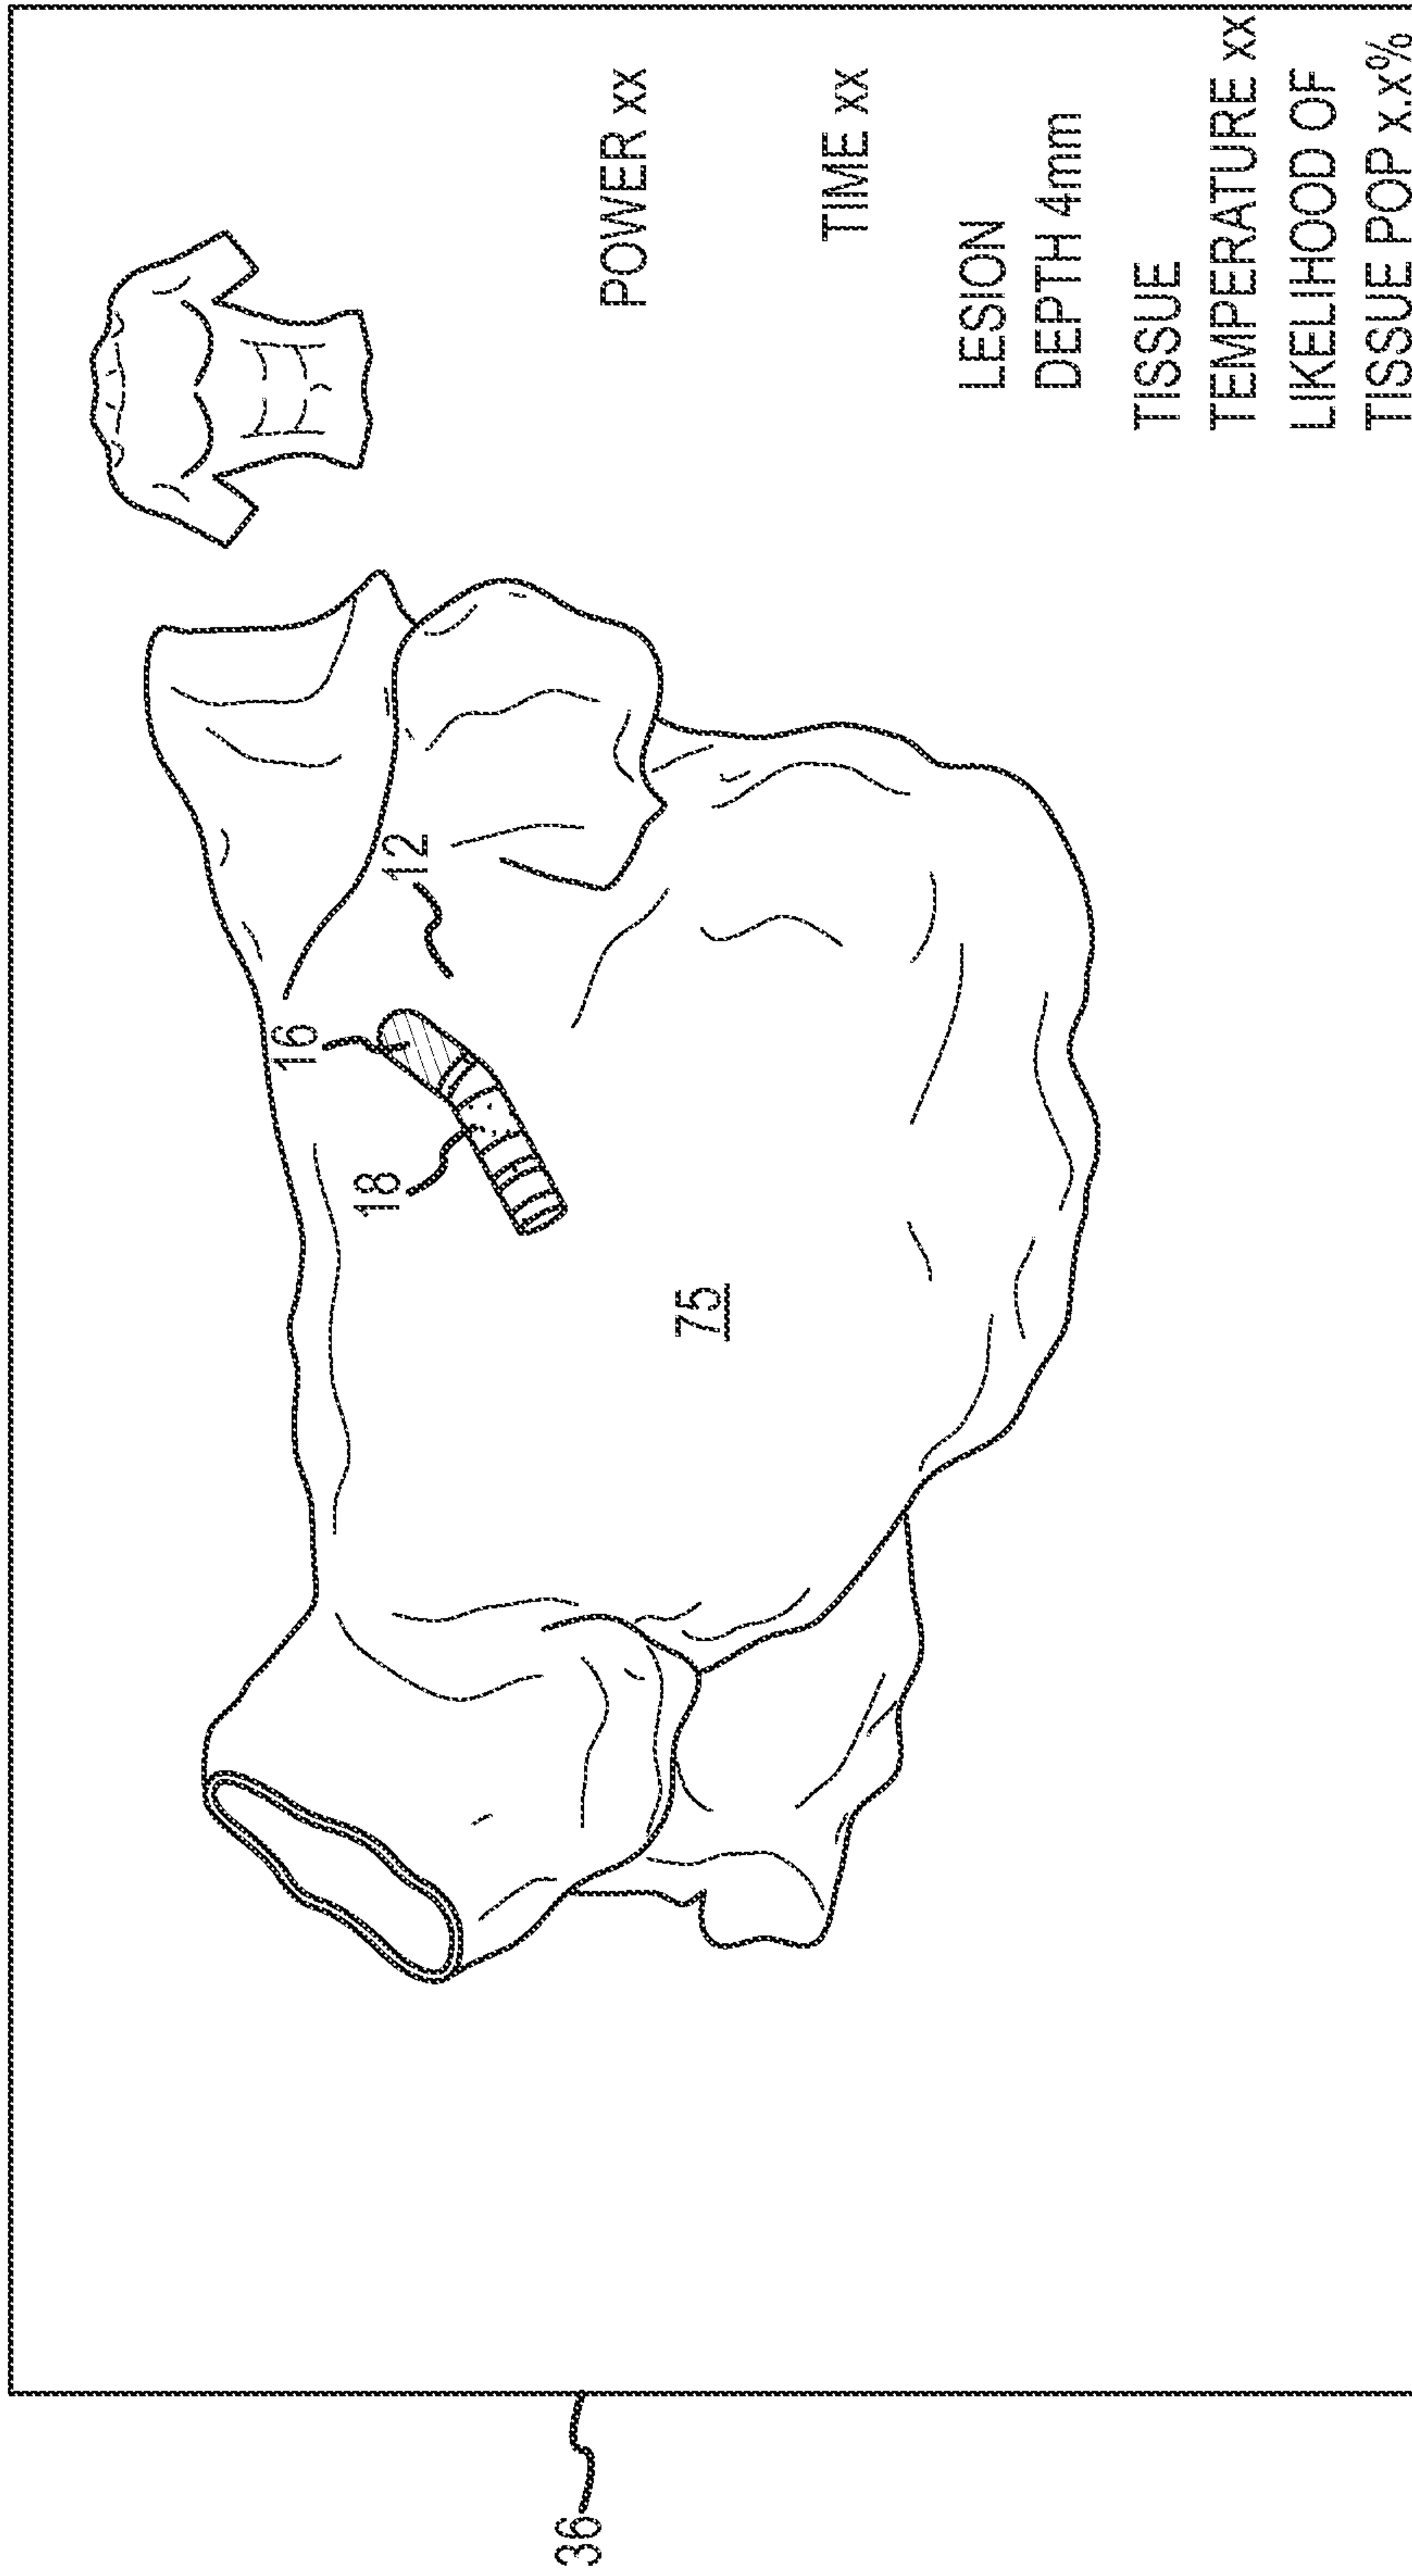 POWER xx
TIME xx
LESION
DEPTH 4mm
TISSUE
TEMPERATURE xx
LIKELIHOOD OF
TISSUE POP x.x%
16
12
18
75
36